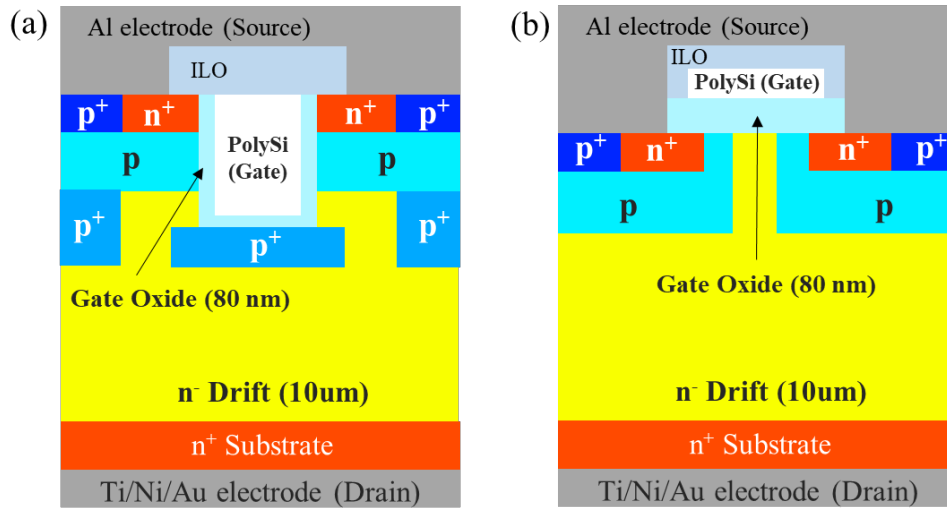 (a)
Al electrode (Source)
ILO
p⁺ n⁺ n⁺ p⁺
PolySi
(Gate)
p p
p⁺ p⁺ p⁺
Gate Oxide (80 nm)
n⁻ Drift (10um)
n⁺ Substrate
Ti/Ni/Au electrode (Drain)
(b)
Al electrode (Source)
ILO
PolySi (Gate)
p⁺ n⁺ n⁺ p⁺
p p
Gate Oxide (80 nm)
n⁻ Drift (10um)
n⁺ Substrate
Ti/Ni/Au electrode (Drain)